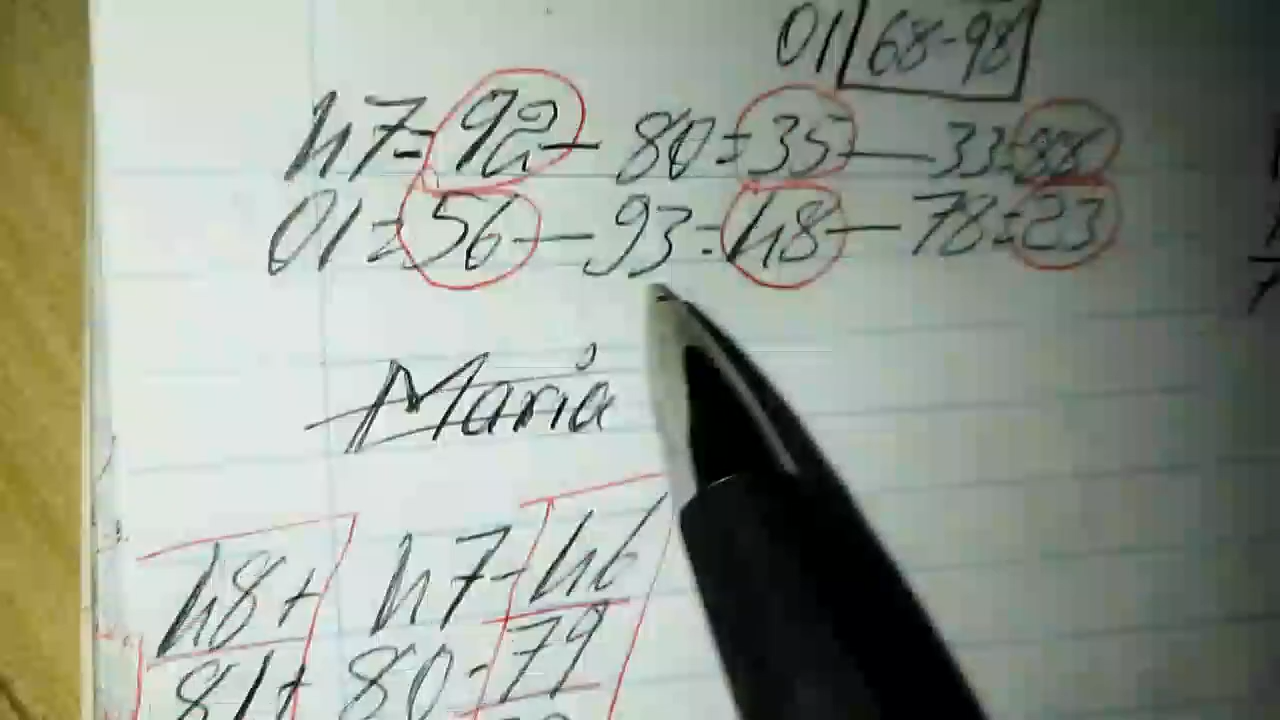 01 68-98
47=92- 80=35- 33=88
01=56- 93=48- 78=23
Maria
48+ 47-46
81+ 80-79